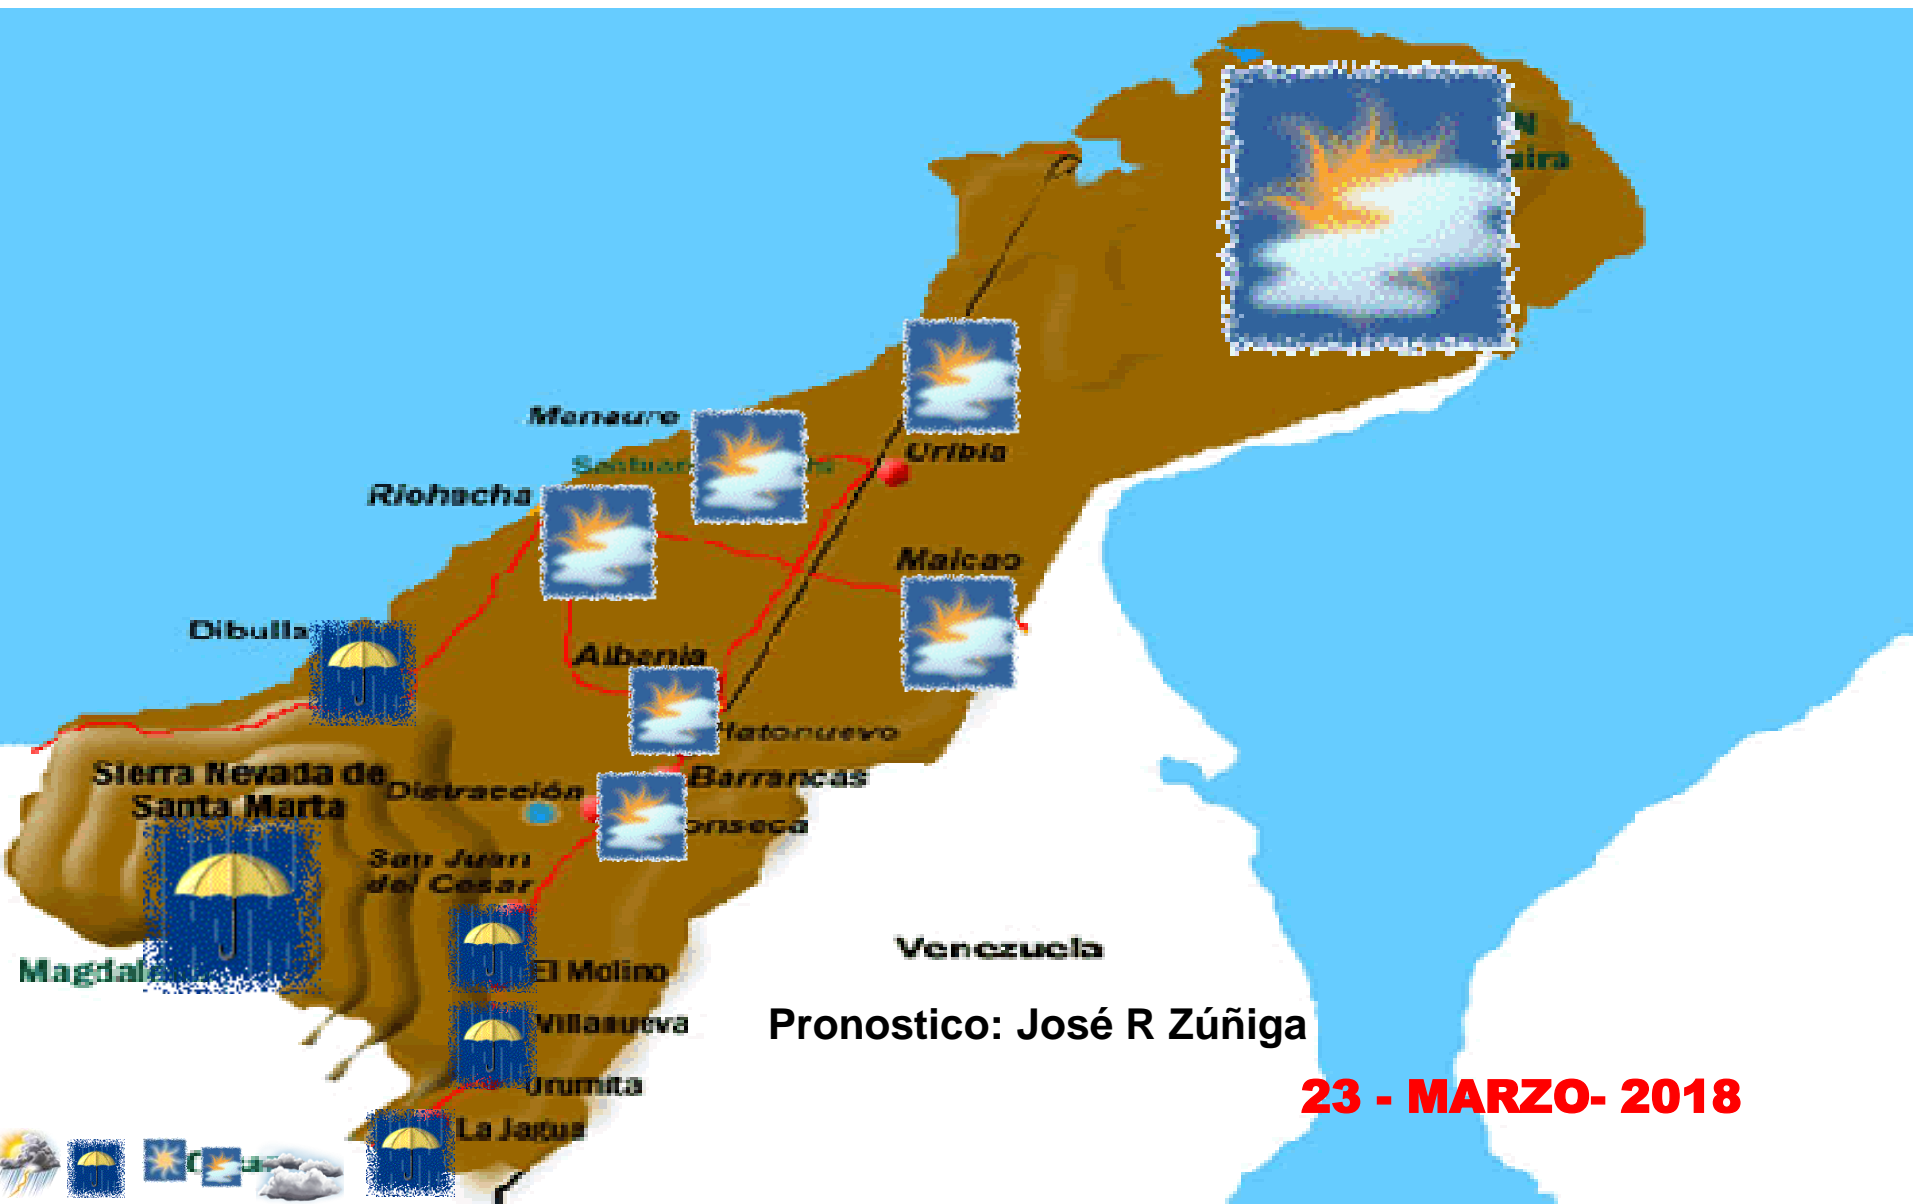 Manaure
Uribia
Riohacha
Maicao
Dibulla
Albania
Hatonuevo
Sierra Nevada de
Santa Marta
Distracción
Barrancas
onseca
San Juan
del Cesar
Venezuela
El Molino
Villanueva
Pronostico: José R Zúñiga
Urumita
23 - MARZO- 2018
La Jagua